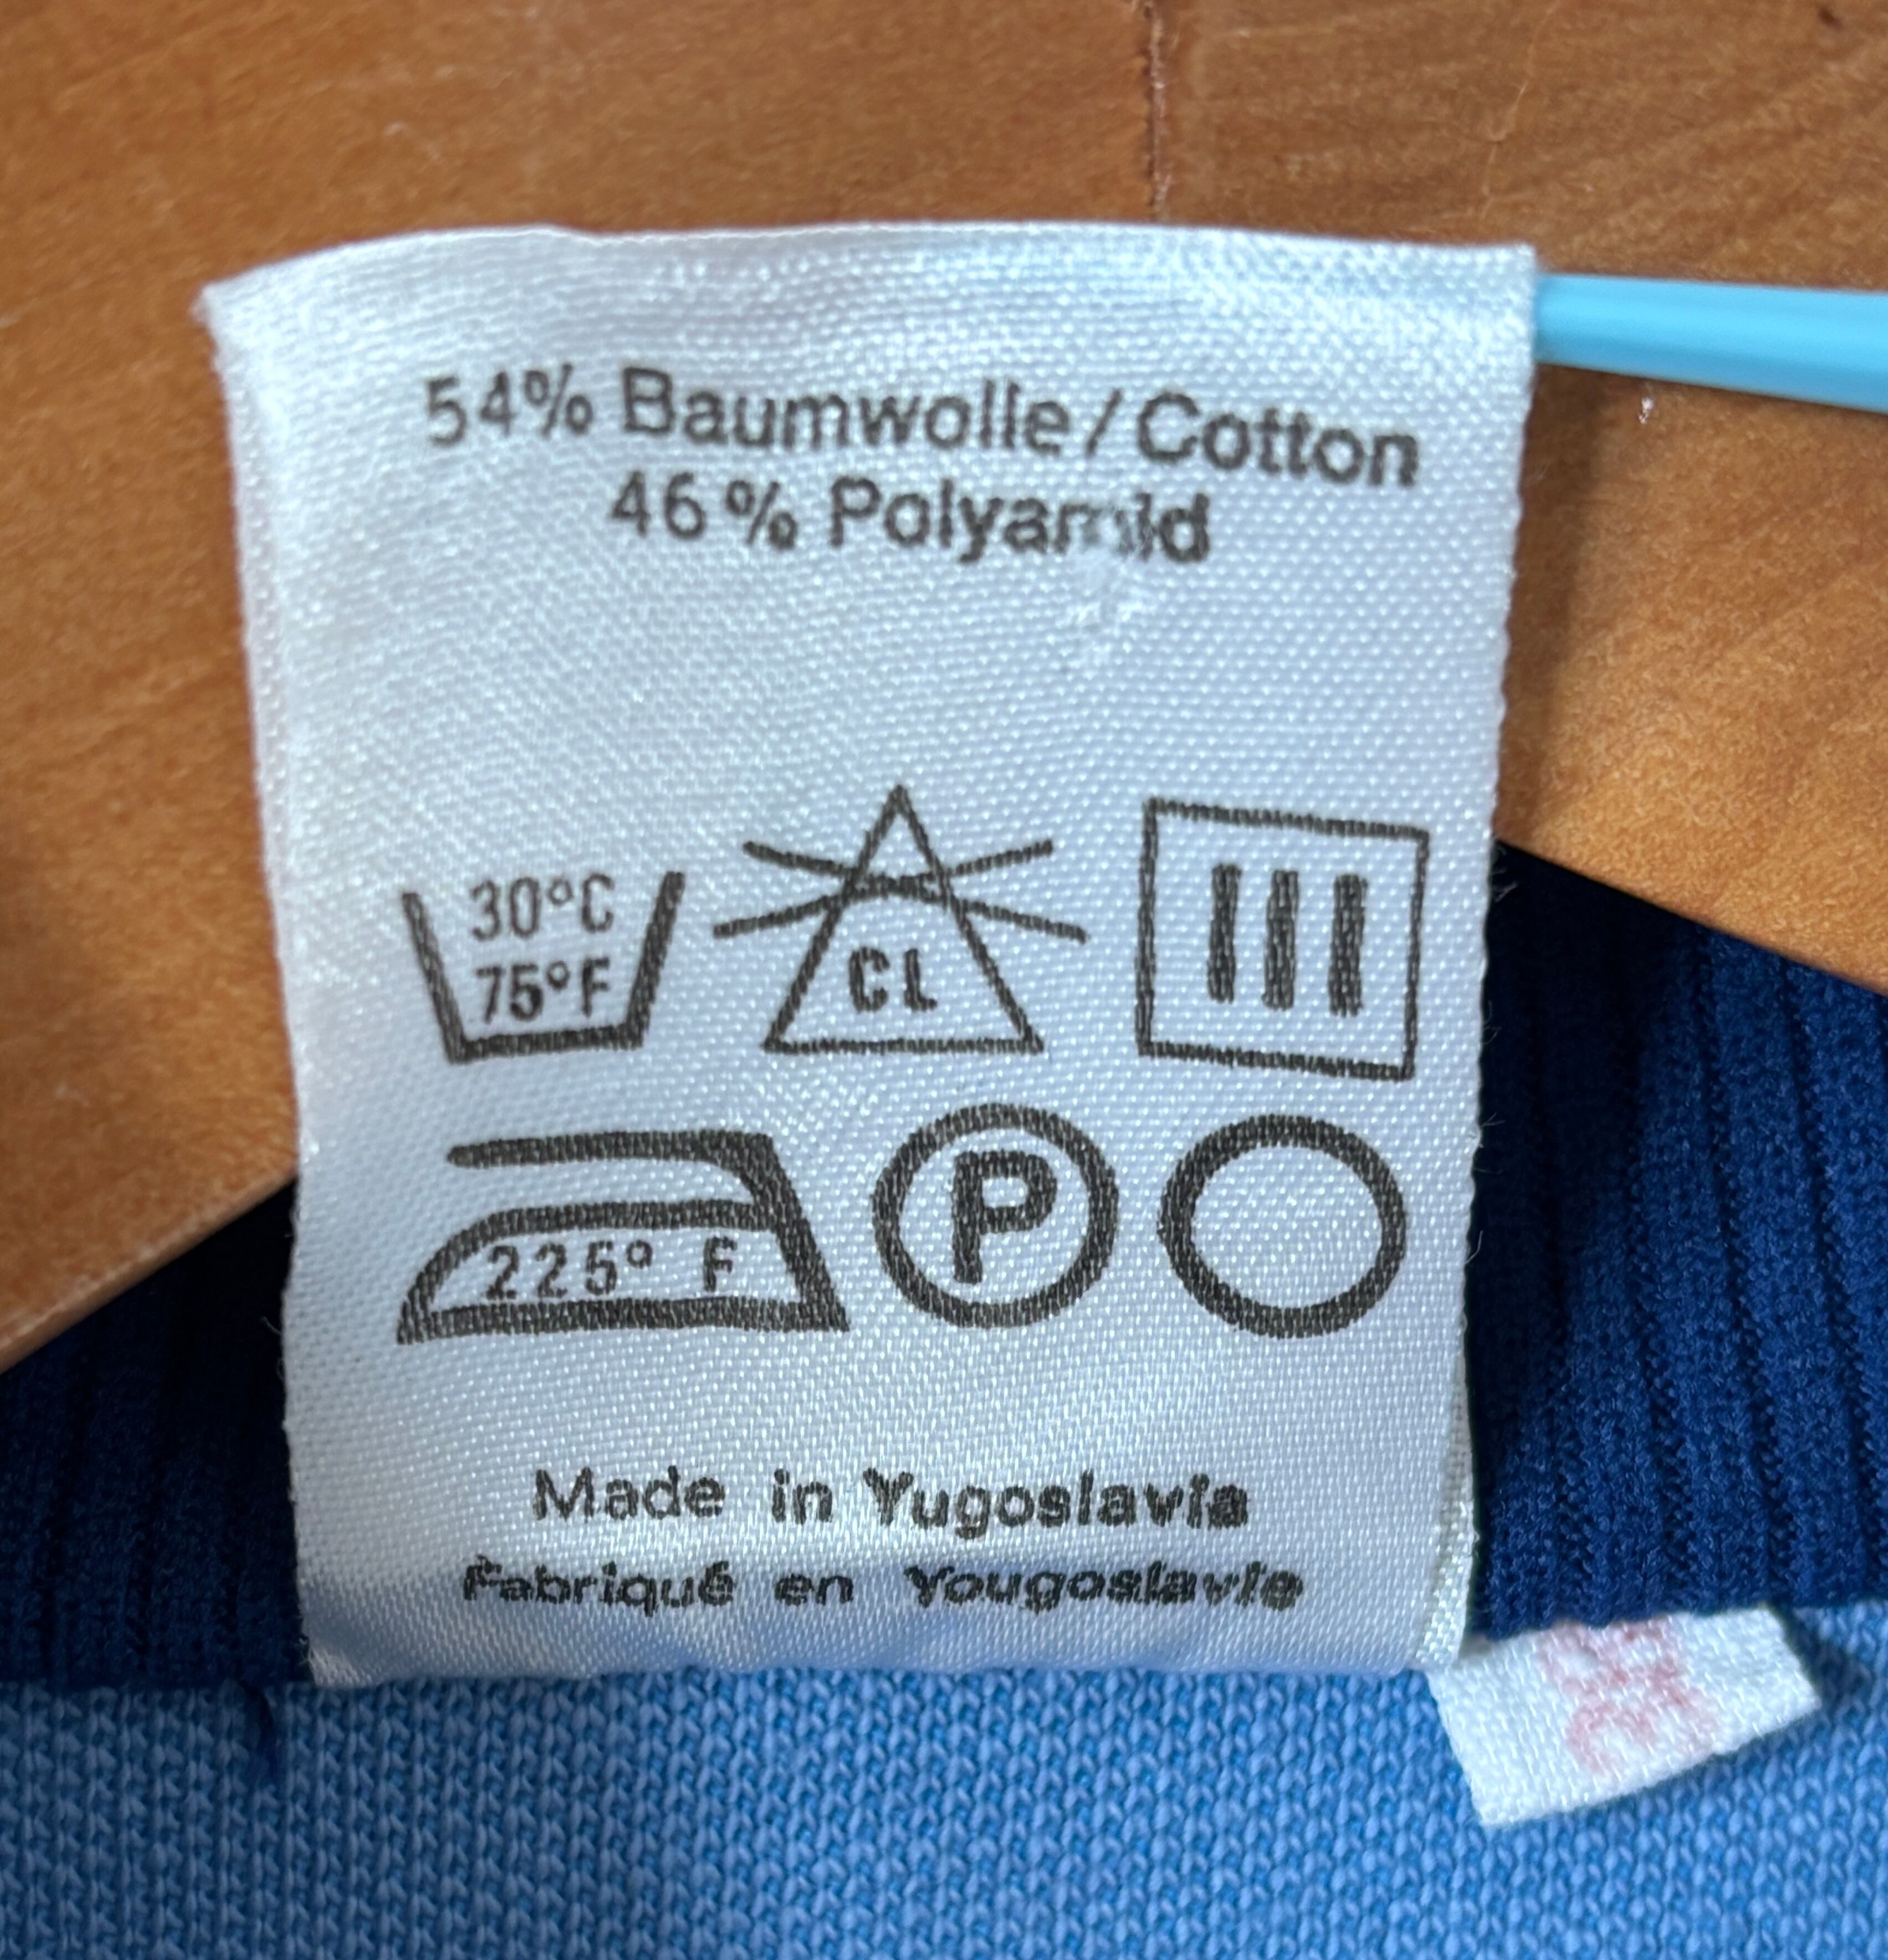 54% Baumwolle/Cotton
46% Polyamid
30°C
75°F
CL
225° F
P
Made in Yugoslavia
Fabriqué en Yougoslavie